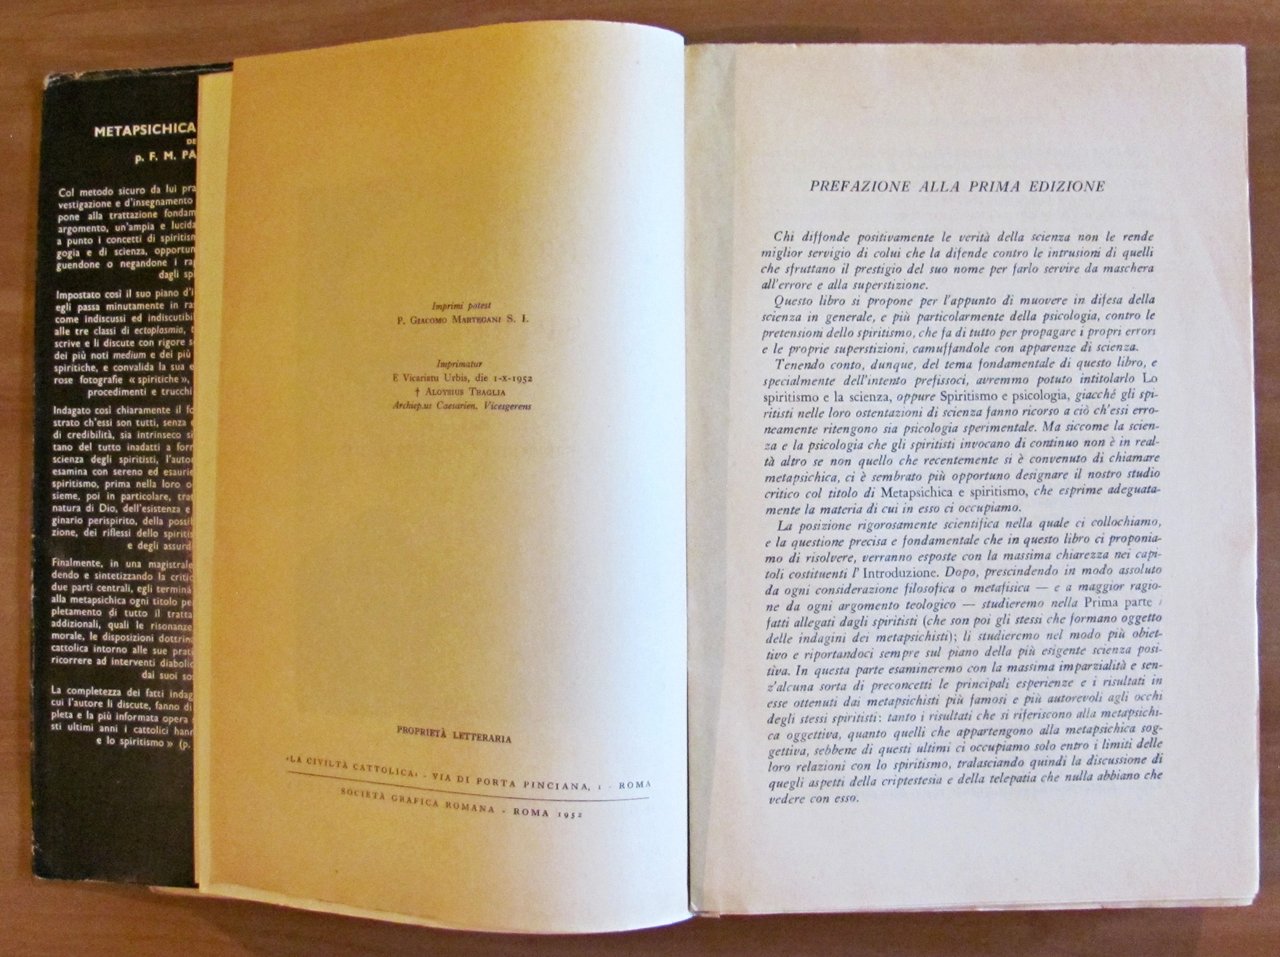 METAPSICHICA
DE
p. F. M. PA
Col metodo sicuro da lui pra
vestigazione e d'insegnamento
pone alla trattazione fondam
argomento, un'ampia e lucida
a punto i concetti di spiritism
gogia e di scienza, opportun
guendone o negandone i rap
dagli spi
Impostato così il suo piano d'i
egli passa minutamente in ra
come indiscussi ed indiscutibil
alle tre classi di ectoplasmia, t
scrive e li discute con rigore s
dei più noti medium e dei più
spiritiche, e convalida la sua e
rose fotografie « spiritiche »,
procedimenti e trucchi
Indagato così chiaramente il fo
strato ch'essi son tutti, senza
di credibilità, sia intrinseco si
tano del tutto inadatti a form
scienza degli spiritisti, l'autor
esamina con sereno ed esaurie
spiritismo, prima nella loro o
sieme, poi in particolare, trat
natura di Dio, dell'esistenza e
ginario perispirito, della possil
zione, dei riflessi dello spiritis
e degli assurd
Finalmente, in una magistrale
dendo e sintetizzando la critic
due parti centrali, egli termina
alla metapsichica ogni titolo pe
pletamento di tutto il tratta
addizionali, quali le risonanze
morale, le disposizioni dottrina
cattolica intorno alle sue prati
ricorrere ad interventi diabolic
dai suoi sos
La completezza dei fatti indag
cui l'autore li discute, fanno di
pleta e la più informata opera
sti ultimi anni i cattolici hann
e lo spiritismo » (p.
Imprimi potest
P. Giacomo Martegani S. I.
Imprimatur
E Vicariatu Urbis, die 1-X-1952
† Aloysius Traglia
Archiep.us Caesarien. Vicesgerens
PROPRIETÀ LETTERARIA
«LA CIVILTÀ CATTOLICA» - VIA DI PORTA PINCIANA, 1 - ROMA
SOCIETÀ GRAFICA ROMANA - ROMA 1952
PREFAZIONE ALLA PRIMA EDIZIONE
Chi diffonde positivamente le verità della scienza non le rende
miglior servigio di colui che la difende contro le intrusioni di quelli
che sfruttano il prestigio del suo nome per farlo servire da maschera
all'errore e alla superstizione.
Questo libro si propone per l'appunto di muovere in difesa della
scienza in generale, e più particolarmente della psicologia, contro le
pretensioni dello spiritismo, che fa di tutto per propagare i propri errori
e le proprie superstizioni, camuffandole con apparenze di scienza.
Tenendo conto, dunque, del tema fondamentale di questo libro, e
specialmente dell'intento prefissoci, avremmo potuto intitolarlo Lo
spiritismo e la scienza, oppure Spiritismo e psicologia, giacché gli spi-
ritisti nelle loro ostentazioni di scienza fanno ricorso a ciò ch'essi erro-
neamente ritengono sia psicologia sperimentale. Ma siccome la scien-
za e la psicologia che gli spiritisti invocano di continuo non è in real-
tà altro se non quello che recentemente si è convenuto di chiamare
metapsichica, ci è sembrato più opportuno designare il nostro studio
critico col titolo di Metapsichica e spiritismo, che esprime adeguata-
mente la materia di cui in esso ci occupiamo.
La posizione rigorosamente scientifica nella quale ci collochiamo,
e la questione precisa e fondamentale che in questo libro ci proponia-
mo di risolvere, verranno esposte con la massima chiarezza nei capi-
toli costituenti l'Introduzione. Dopo, prescindendo in modo assoluto
da ogni considerazione filosofica o metafisica — e a maggior ragio-
ne da ogni argomento teologico — studieremo nella Prima parte i
fatti allegati dagli spiritisti (che son poi gli stessi che formano oggetto
delle indagini dei metapsichisti); li studieremo nel modo più obiet-
tivo e riportandoci sempre sul piano della più esigente scienza posi-
tiva. In questa parte esamineremo con la massima imparzialità e sen-
z'alcuna sorta di preconcetti le principali esperienze e i risultati in
esse ottenuti dai metapsichisti più famosi e più autorevoli agli occhi
degli stessi spiritisti: tanto i risultati che si riferiscono alla metapsichi-
ca oggettiva, quanto quelli che appartengono alla metapsichica sog-
gettiva, sebbene di questi ultimi ci occupiamo solo entro i limiti delle
loro relazioni con lo spiritismo, tralasciando quindi la discussione di
quegli aspetti della criptestesia e della telepatia che nulla abbiano che
vedere con esso.